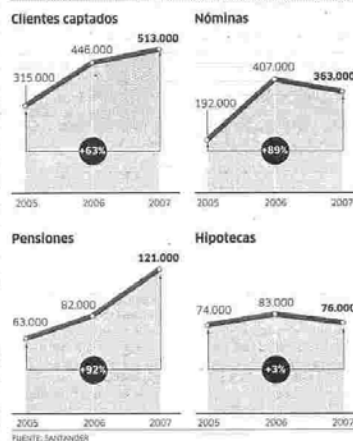 Clientes captados
513.000
446.000
315.000
+63%
2005 2006 2007
Nóminas
407.000
363.000
192.000
+89%
2005 2006 2007
Pensiones
121.000
82.000
63.000
+92%
2005 2006 2007
Hipotecas
74.000
83.000
76.000
+3%
2005 2006 2007
FUENTE: SANTANDER